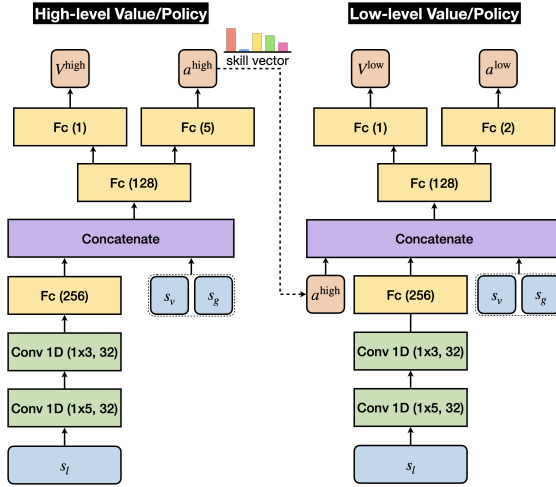 High-level Value/Policy
Low-level Value/Policy
V^high
a^high
skill vector
V^low
a^low
Fc (1)
Fc (5)
Fc (1)
Fc (2)
Fc (128)
Fc (128)
Concatenate
Concatenate
Fc (256)
s_v
s_g
a^high
Fc (256)
s_v
s_g
Conv 1D (1x3, 32)
Conv 1D (1x3, 32)
Conv 1D (1x5, 32)
Conv 1D (1x5, 32)
s_l
s_l